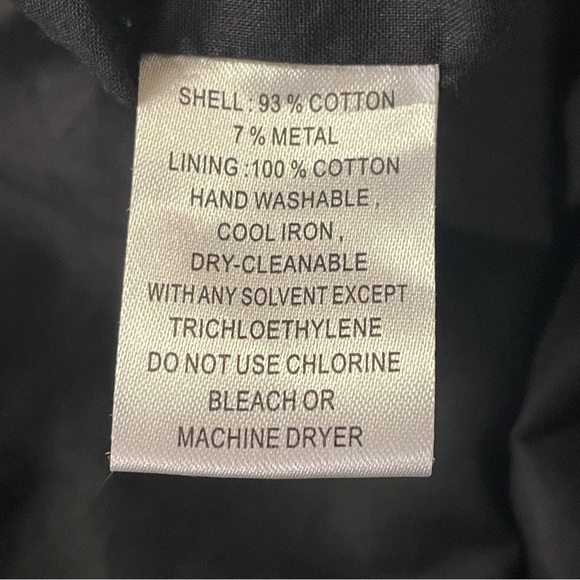 SHELL : 93 % COTTON
7 % METAL
LINING :100 % COTTON
HAND WASHABLE ,
COOL IRON ,
DRY-CLEANABLE
WITH ANY SOLVENT EXCEPT
TRICHLOETHYLENE
DO NOT USE CHLORINE
BLEACH OR
MACHINE DRYER